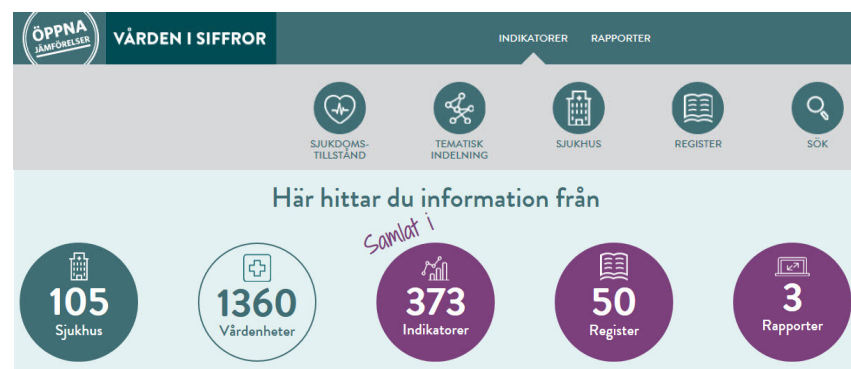 ÖPPNA
JÄMFÖRELSER
VÅRDEN I SIFFROR
INDIKATORER
RAPPORTER
SJUKDOMS-
TILLSTÅND
TEMATISK
INDELNING
SJUKHUS
REGISTER
SÖK
Här hittar du information från
Samlat i
105
Sjukhus
1360
Vårdenheter
373
Indikatorer
50
Register
3
Rapporter